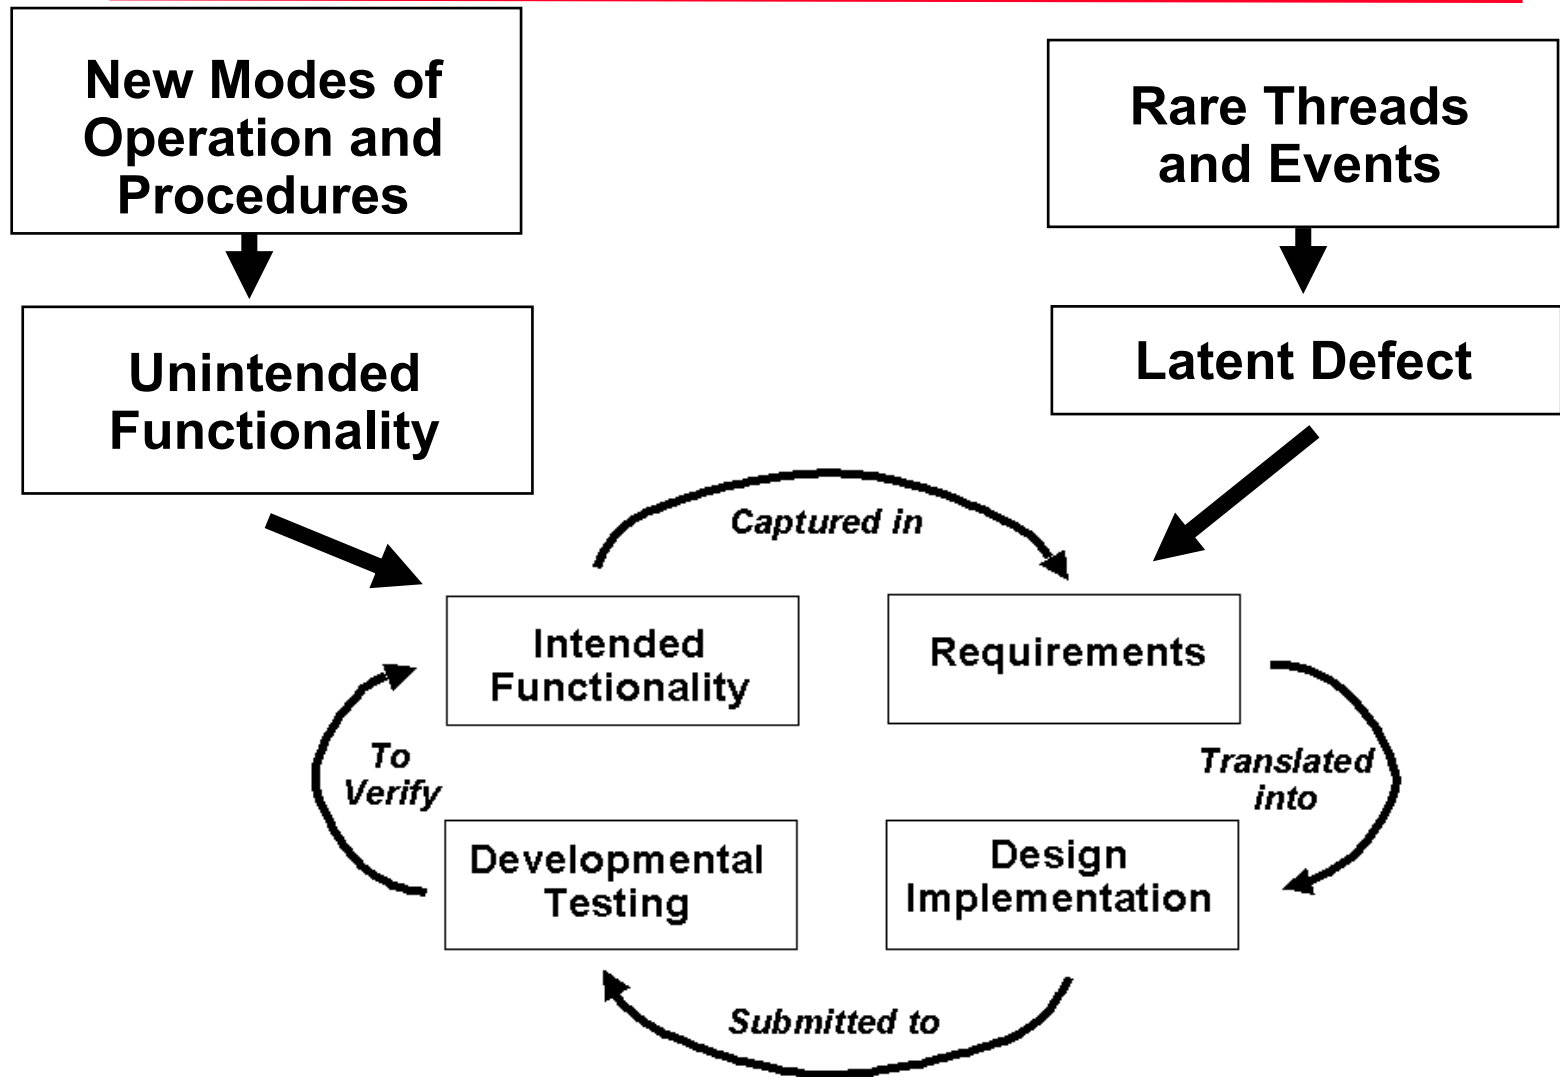 New Modes of
Operation and
Procedures
Rare Threads
and Events
Unintended
Functionality
Latent Defect
Captured in
Intended
Functionality
Requirements
To
Verify
Translated
into
Developmental
Testing
Design
Implementation
Submitted to